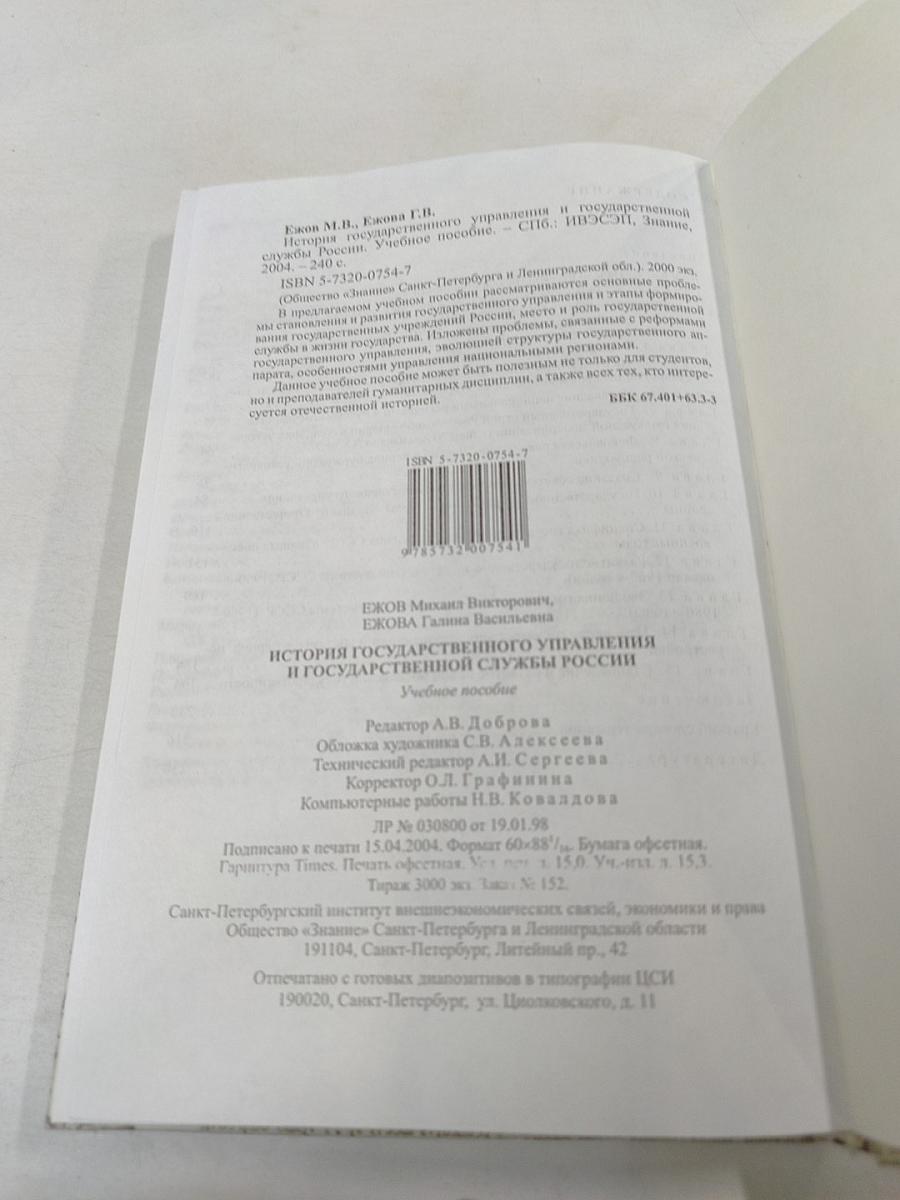 Ежов М.В., Ежова Г.В.
История государственного управления и государственной
службы России. Учебное пособие. – СПб.: ИВЭСЭП, Знание,
2004. – 240 с.
ISBN 5-7320-0754-7
(Общество «Знание» Санкт-Петербурга и Ленинградской обл.). 2000 экз.
В предлагаемом учебном пособии рассматриваются основные пробле-
мы становления и развития государственного управления и этапы формиро-
вания государственных учреждений России, место и роль государственной
службы в жизни государства. Изложены проблемы, связанные с реформами
государственного управления, эволюцией структуры государственного ап-
парата, особенностями управления национальными регионами.
Данное учебное пособие может быть полезным не только для студентов,
но и преподавателей гуманитарных дисциплин, а также всех тех, кто интере-
суется отечественной историей.
ББК 67.401+63.3-3
ISBN 5-7320-0754-7
9 785732 007541
ЕЖОВ Михаил Викторович,
ЕЖОВА Галина Васильевна
ИСТОРИЯ ГОСУДАРСТВЕННОГО УПРАВЛЕНИЯ
И ГОСУДАРСТВЕННОЙ СЛУЖБЫ РОССИИ
Учебное пособие
Редактор А.В. Доброва
Обложка художника С.В. Алексеева
Технический редактор А.И. Сергеева
Корректор О.Л. Графинина
Компьютерные работы Н.В. Ковалдова
ЛР № 030800 от 19.01.98
Подписано к печати 15.04.2004. Формат 60×88 1/16. Бумага офсетная.
Гарнитура Times. Печать офсетная. Усл. печ. л. 15,0. Уч.-изд. л. 15,3.
Тираж 3000 экз. Заказ № 152.
Санкт-Петербургский институт внешнеэкономических связей, экономики и права
Общество «Знание» Санкт-Петербурга и Ленинградской области
191104, Санкт-Петербург, Литейный пр., 42
Отпечатано с готовых диапозитивов в типографии ЦСИ
190020, Санкт-Петербург, ул. Циолковского, д. 11